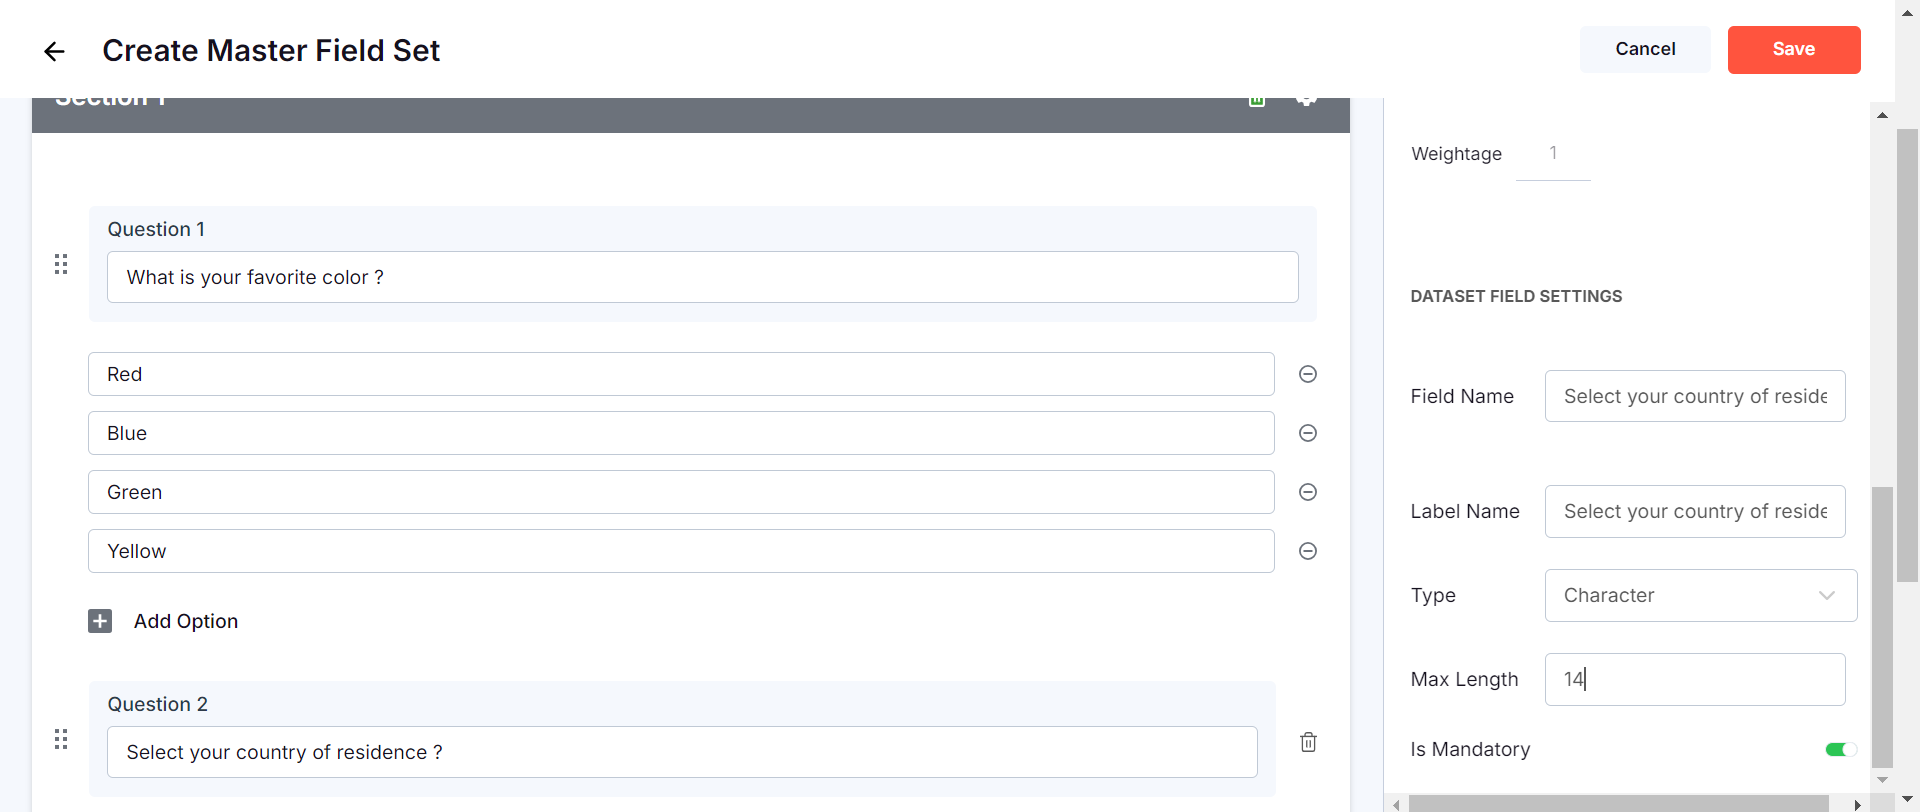 Create Master Field Set
Cancel
Save
Section 1
Question 1
What is your favorite color ?
Red
Blue
Green
Yellow
Add Option
Question 2
Select your country of residence ?
Weightage 1
DATASET FIELD SETTINGS
Field Name Select your country of reside
Label Name Select your country of reside
Type Character
Max Length 14
Is Mandatory